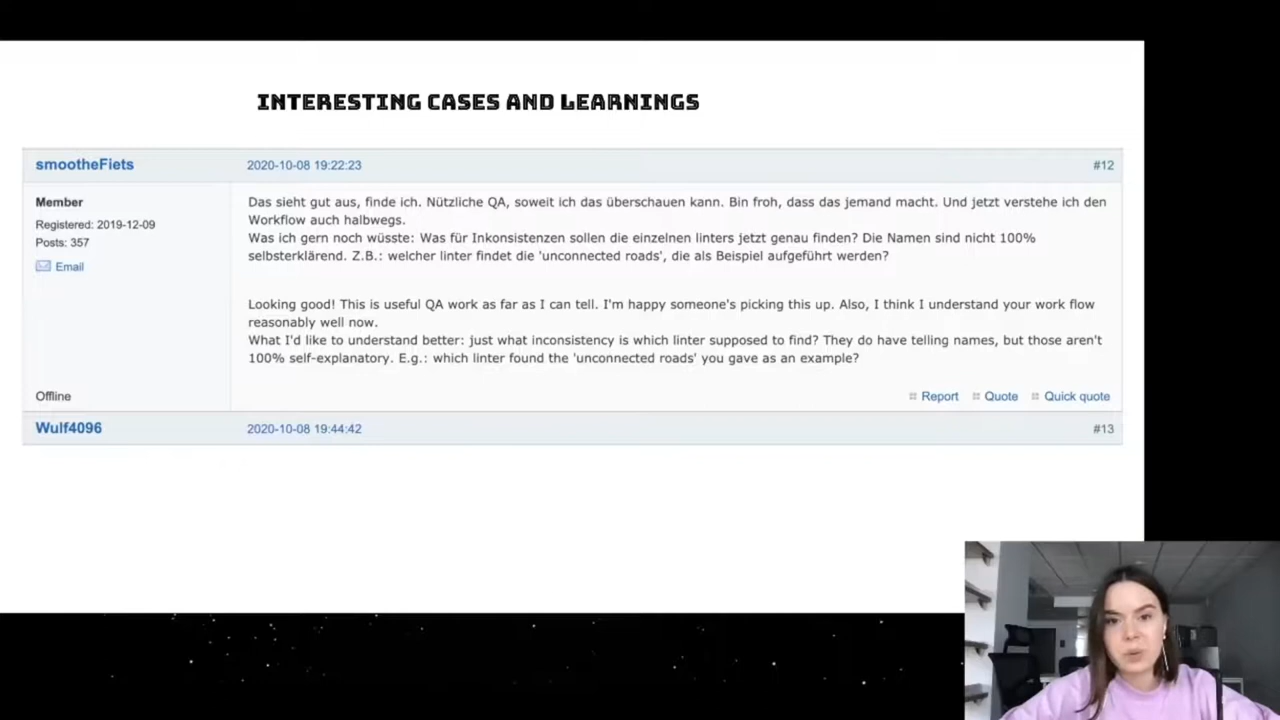 INTERESTING CASES AND LEARNINGS
smootheFiets 2020-10-08 19:22:23 #12
Member
Registered: 2019-12-09
Posts: 357
Email
Das sieht gut aus, finde ich. Nützliche QA, soweit ich das überschauen kann. Bin froh, dass das jemand macht. Und jetzt verstehe ich den
Workflow auch halbwegs.
Was ich gern noch wüsste: Was für Inkonsistenzen sollen die einzelnen linters jetzt genau finden? Die Namen sind nicht 100%
selbsterklärend. Z.B.: welcher linter findet die 'unconnected roads', die als Beispiel aufgeführt werden?
Looking good! This is useful QA work as far as I can tell. I'm happy someone's picking this up. Also, I think I understand your work flow
reasonably well now.
What I'd like to understand better: just what inconsistency is which linter supposed to find? They do have telling names, but those aren't
100% self-explanatory. E.g.: which linter found the 'unconnected roads' you gave as an example?
Offline Report Quote Quick quote
Wulf4096 2020-10-08 19:44:42 #13